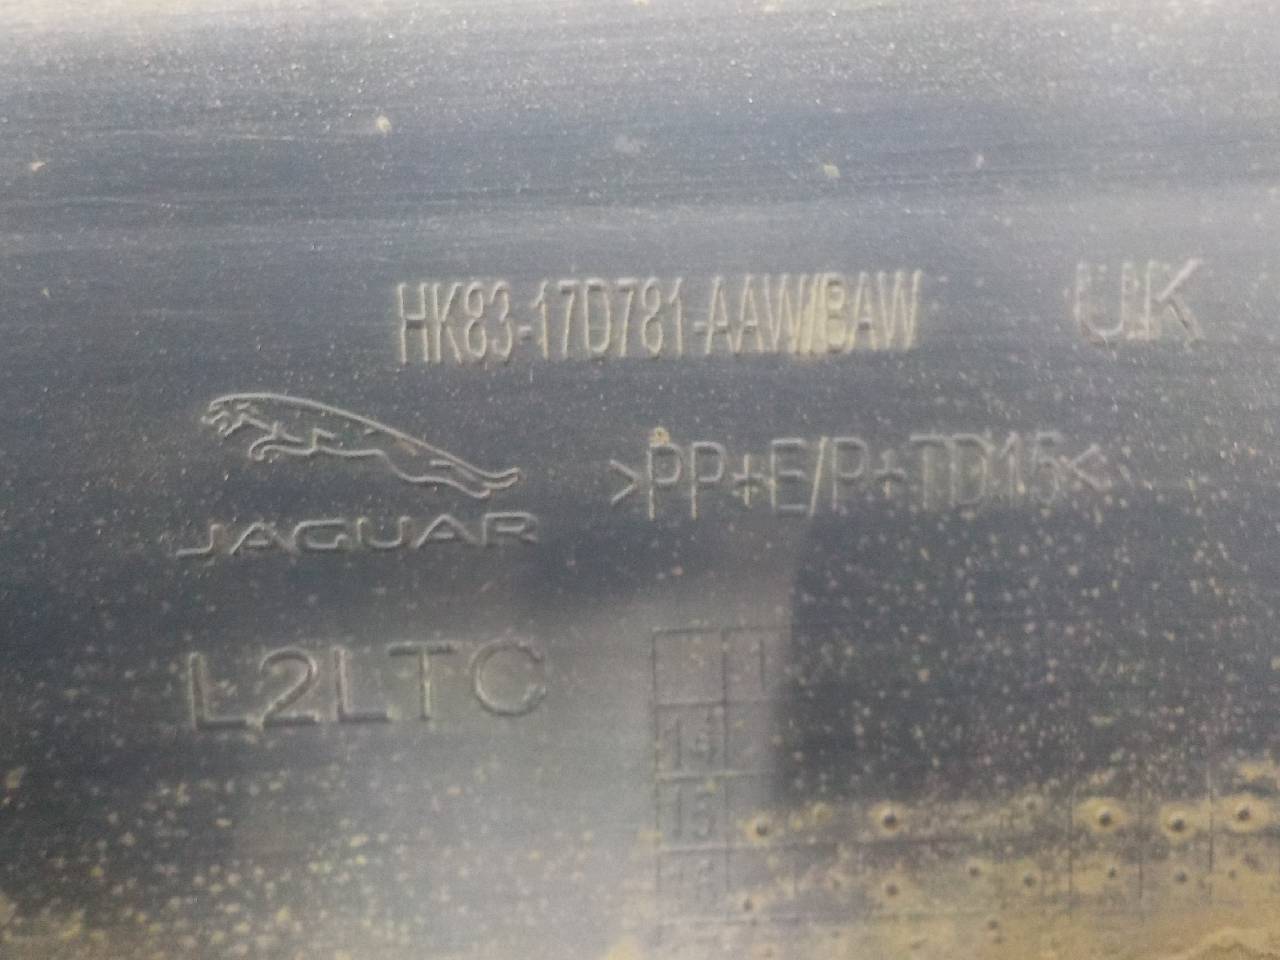 HK83-17D781-AAW/BAW
UK
>PP+E/P+TD15<
JAGUAR
L2LTC
14
15